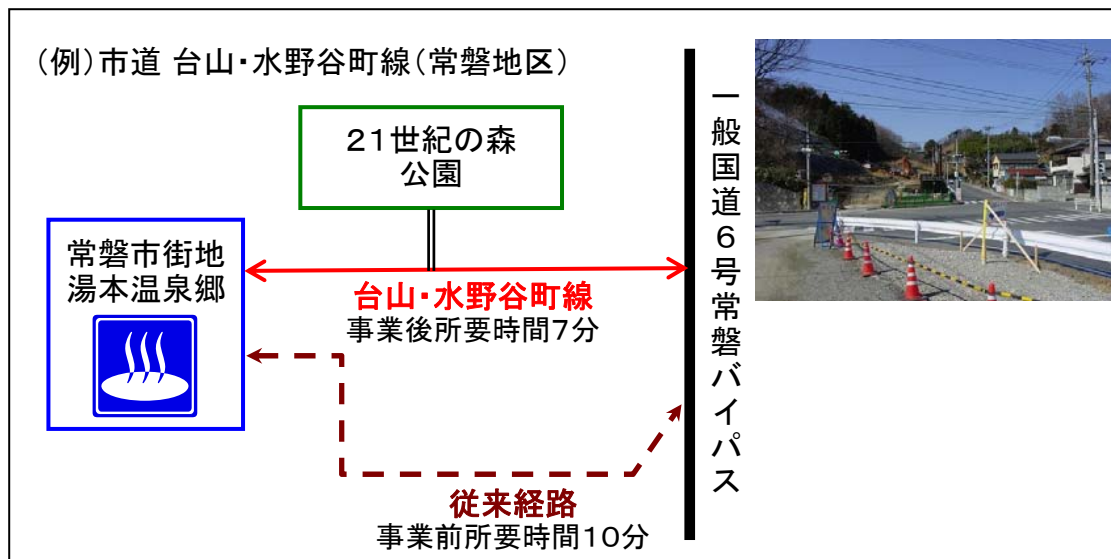 (例)市道 台山・水野谷町線(常磐地区)
21世紀の森
公園
常磐市街地
湯本温泉郷
台山・水野谷町線
事業後所要時間7分
従来経路
事業前所要時間10分
一般国道6号常磐バイパス